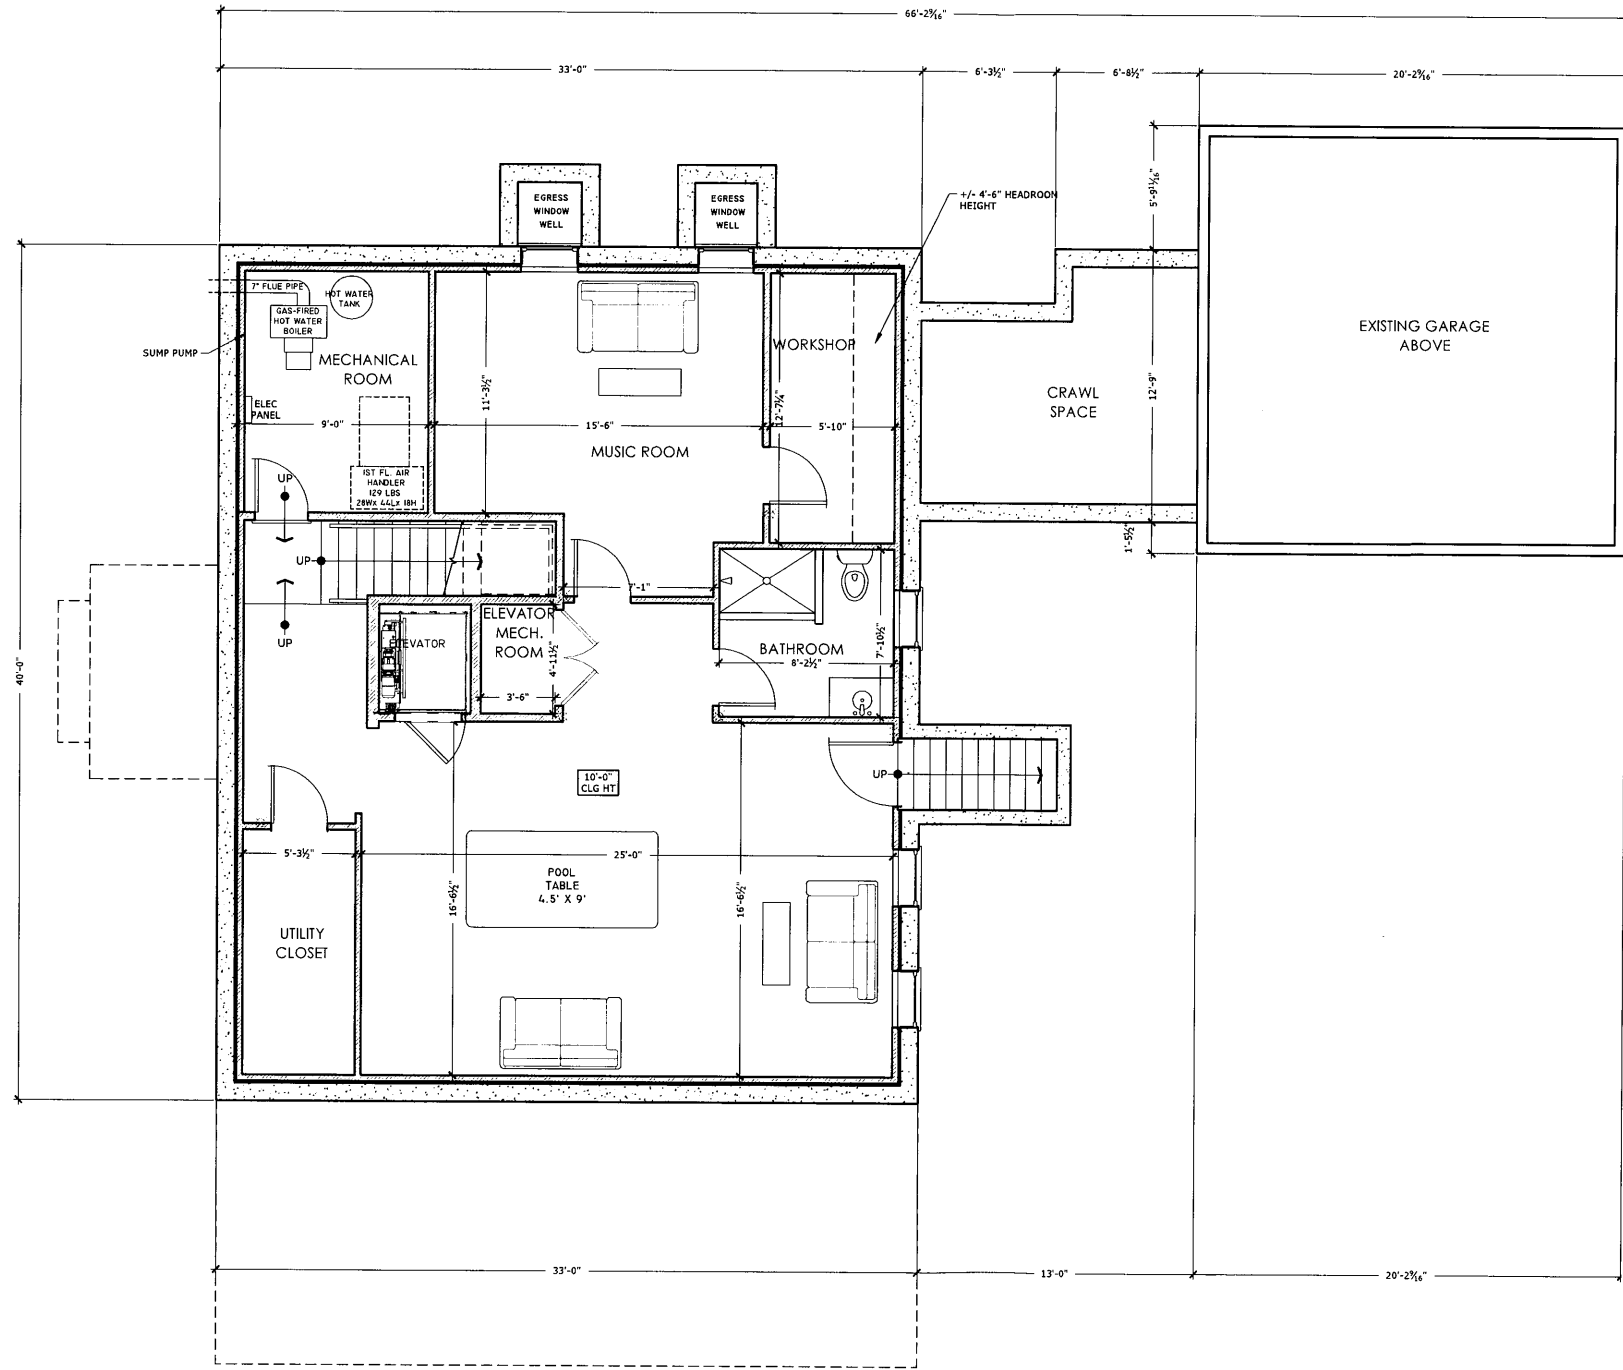 66'-2 9/16"
33'-0"
6'-3½"
6'-8½"
20'-2 9/16"
5'-9 11/16"
+/- 4'-6" HEADROOM
HEIGHT
EGRESS
WINDOW
WELL
EGRESS
WINDOW
WELL
7" FLUE PIPE
HOT WATER
TANK
GAS-FIRED
HOT WATER
BOILER
SUMP PUMP
MECHANICAL
ROOM
WORKSHOP
EXISTING GARAGE
ABOVE
11'-3½"
12'-7¼"
12'-9"
CRAWL
SPACE
ELEC
PANEL
9'-0"
15'-6"
5'-10"
MUSIC ROOM
1ST FL. AIR
HANDLER
129 LBS
28Wx 44Lx 18H
UP
UP
1'-5½"
7'-1"
UP
ELEVATOR
MECH.
ROOM
ELEVATOR
4'-11½"
3'-6"
BATHROOM
8'-2½"
7'-10½"
40'-0"
10'-0"
CLG HT
UP
5'-3½"
25'-0"
POOL
TABLE
4.5' X 9'
16'-6½"
16'-6½"
UTILITY
CLOSET
33'-0"
13'-0"
20'-2 9/16"